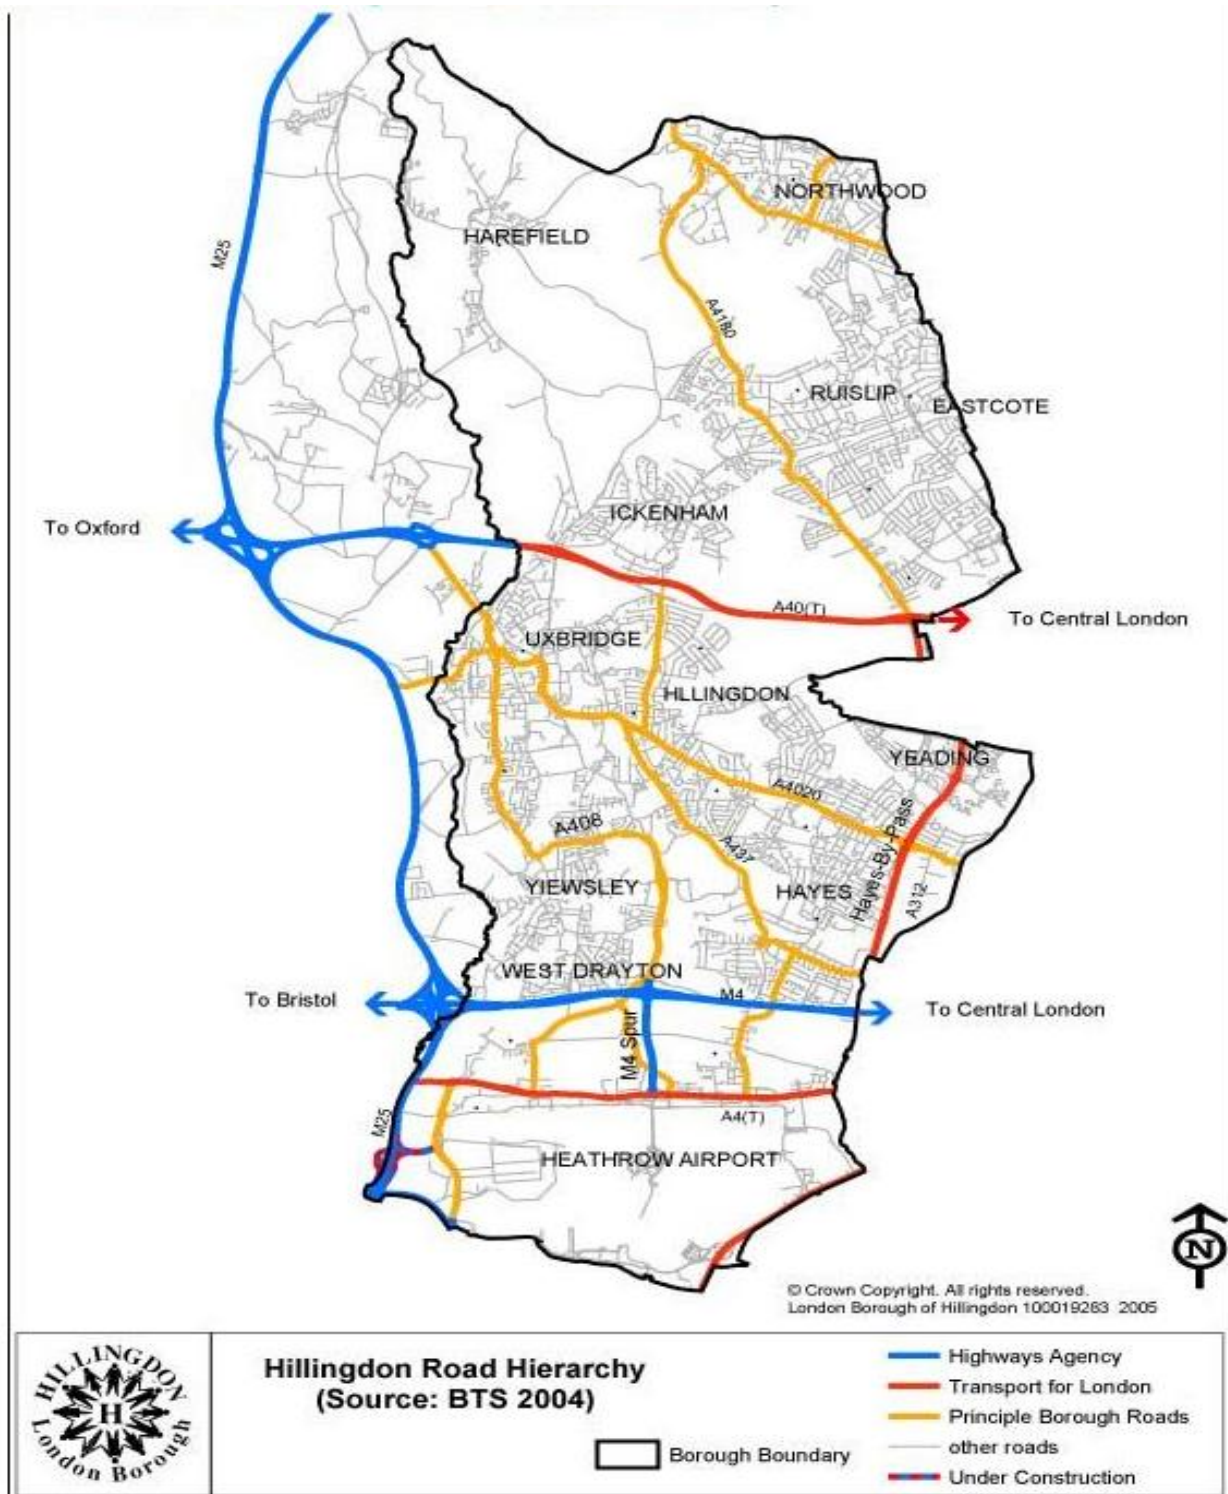 NORTHWOOD
HAREFIELD
M25
A4180
RUISLIP
EASTCOTE
ICKENHAM
To Oxford
A40(T)
To Central London
UXBRIDGE
HLLINGDON
YEADING
A4020
A408
A437
Hayes-By-Pass
YIEWSLEY
HAYES
A312
WEST DRAYTON
To Bristol
M4
To Central London
M4 Spur
A4(T)
M25
HEATHROW AIRPORT
N
© Crown Copyright. All rights reserved.
London Borough of Hillingdon 100019283 2005
HILLINGDON
H
London Borough
Hillingdon Road Hierarchy
(Source: BTS 2004)
Borough Boundary
Highways Agency
Transport for London
Principle Borough Roads
other roads
Under Construction